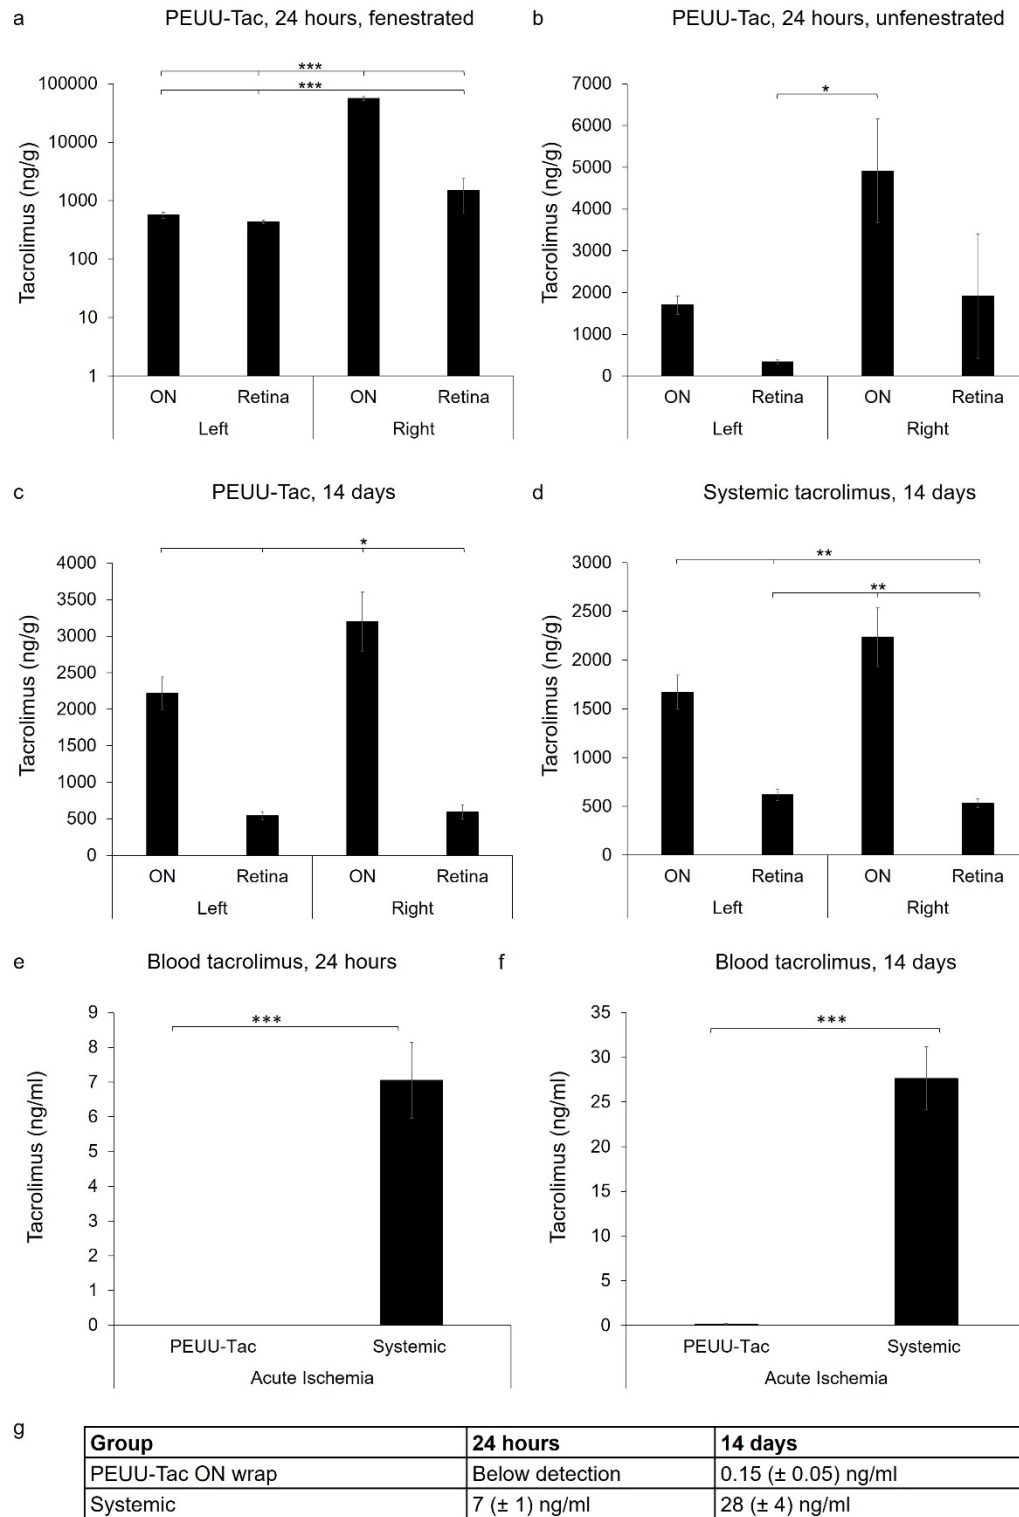 a PEUU-Tac, 24 hours, fenestrated
***
***
Tacrolimus (ng/g)
100000
10000
1000
100
10
1
ON Retina ON Retina
Left Right
b PEUU-Tac, 24 hours, unfenestrated
*
Tacrolimus (ng/g)
7000
6000
5000
4000
3000
2000
1000
0
ON Retina ON Retina
Left Right
c PEUU-Tac, 14 days
*
Tacrolimus (ng/g)
4000
3500
3000
2500
2000
1500
1000
500
0
ON Retina ON Retina
Left Right
d Systemic tacrolimus, 14 days
**
**
Tacrolimus (ng/g)
3000
2500
2000
1500
1000
500
0
ON Retina ON Retina
Left Right
e Blood tacrolimus, 24 hours
***
Tacrolimus (ng/ml)
9
8
7
6
5
4
3
2
1
0
PEUU-Tac Systemic
Acute Ischemia
f Blood tacrolimus, 14 days
***
Tacrolimus (ng/ml)
35
30
25
20
15
10
5
0
PEUU-Tac Systemic
Acute Ischemia
g
Group 24 hours 14 days
PEUU-Tac ON wrap Below detection 0.15 (± 0.05) ng/ml
Systemic 7 (± 1) ng/ml 28 (± 4) ng/ml